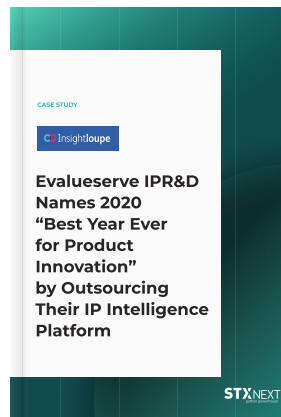 CASE STUDY
Insightloupe
Evalueserve IPR&D
Names 2020
“Best Year Ever
for Product
Innovation”
by Outsourcing
Their IP Intelligence
Platform
STXNEXT